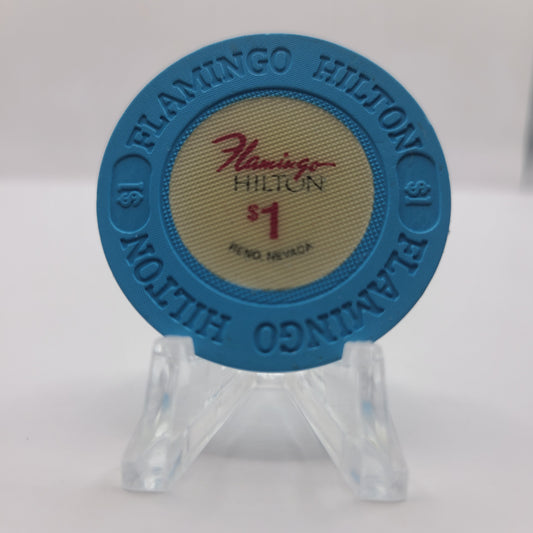 FLAMINGO HILTON
$1
FLAMINGO HILTON
$1
Flamingo
HILTON
$1
RENO, NEVADA